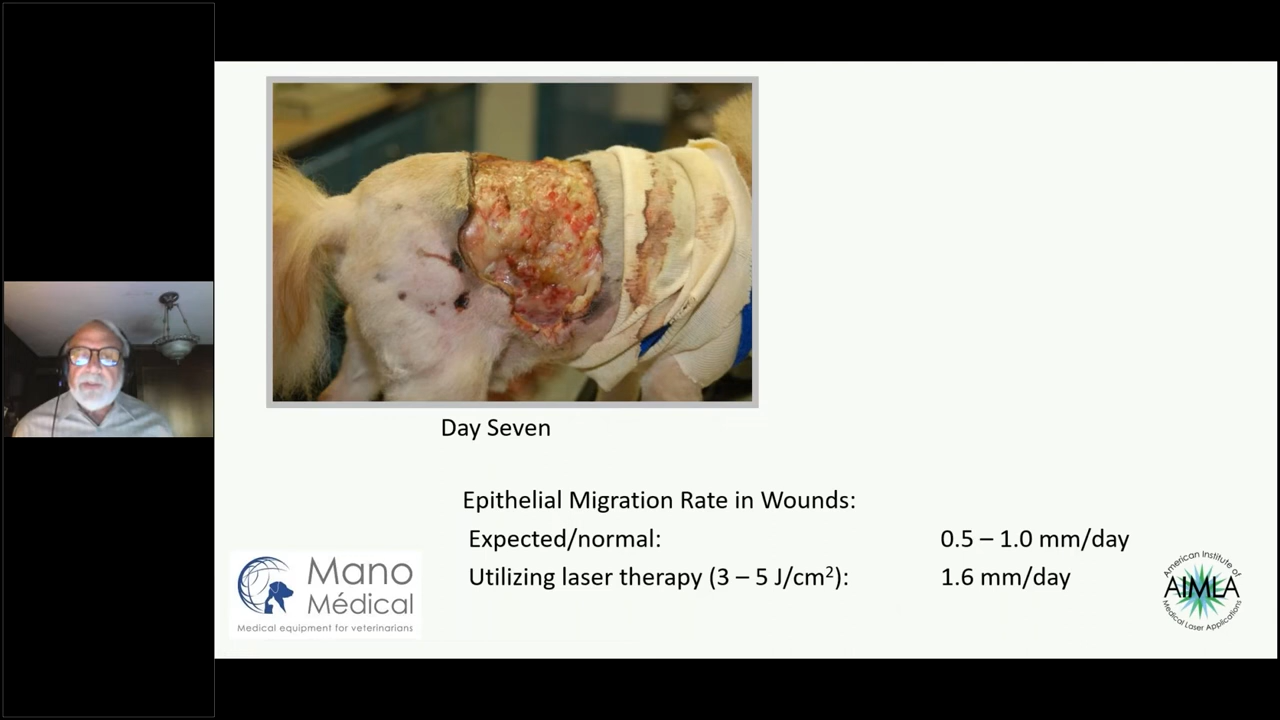 Day Seven
Epithelial Migration Rate in Wounds:
Expected/normal: 0.5 – 1.0 mm/day
Utilizing laser therapy (3 – 5 J/cm²): 1.6 mm/day
Mano
Médical
Medical equipment for veterinarians
American Institute of
AIMLA
Medical Laser Applications